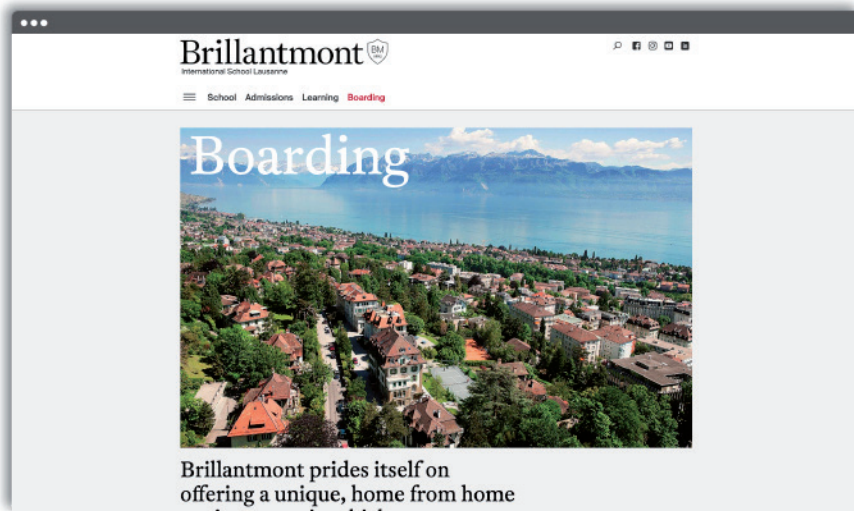 Brillantmont
BM
International School Lausanne
School Admissions Learning Boarding
Boarding
Brillantmont prides itself on
offering a unique, home from home